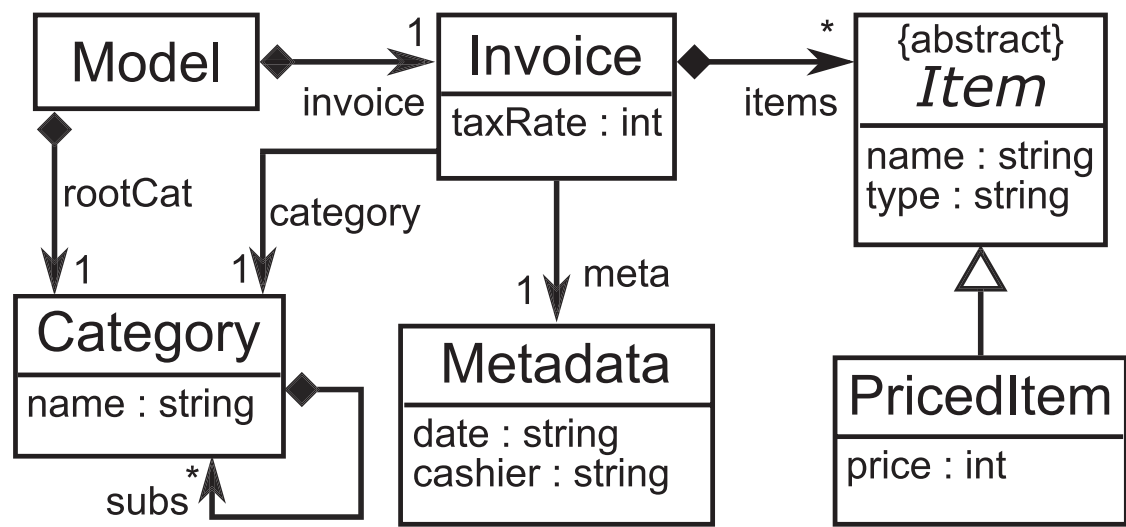 Model
1
invoice
Invoice
taxRate : int
*
items
{abstract}
Item
name : string
type : string
rootCat
1
category
1
meta
1
Category
name : string
*
subs
Metadata
date : string
cashier : string
PricedItem
price : int